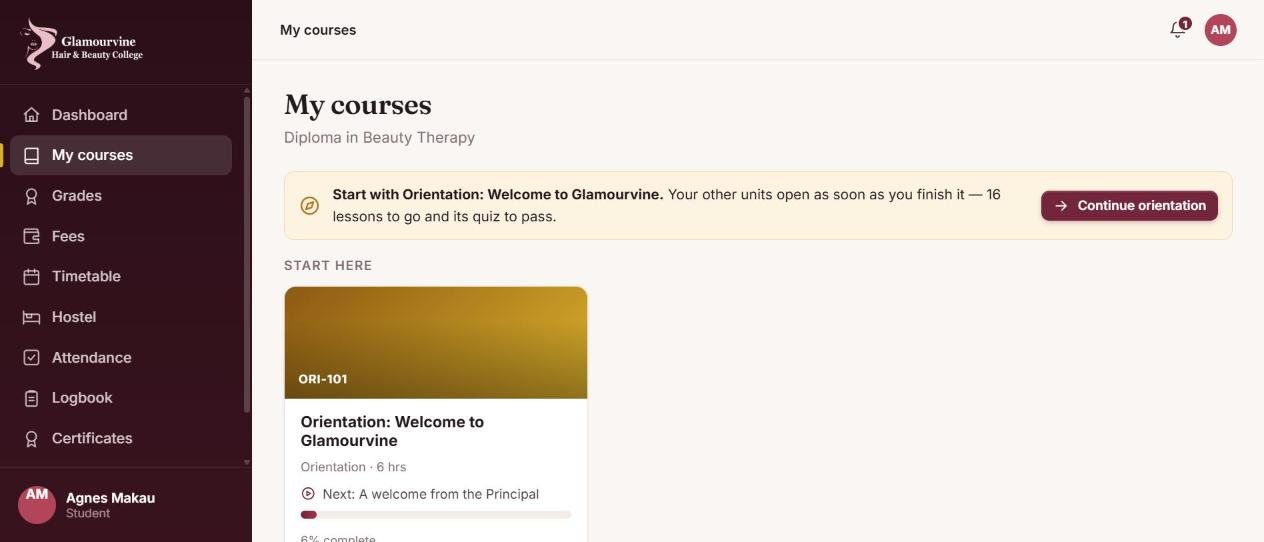 Glamourvine
Hair & Beauty College
Dashboard
My courses
Grades
Fees
Timetable
Hostel
Attendance
Logbook
Certificates
AM
Agnes Makau
Student
My courses
1
AM
My courses
Diploma in Beauty Therapy
Start with Orientation: Welcome to Glamourvine. Your other units open as soon as you finish it — 16
lessons to go and its quiz to pass.
Continue orientation
START HERE
ORI-101
Orientation: Welcome to
Glamourvine
Orientation · 6 hrs
Next: A welcome from the Principal
6% complete